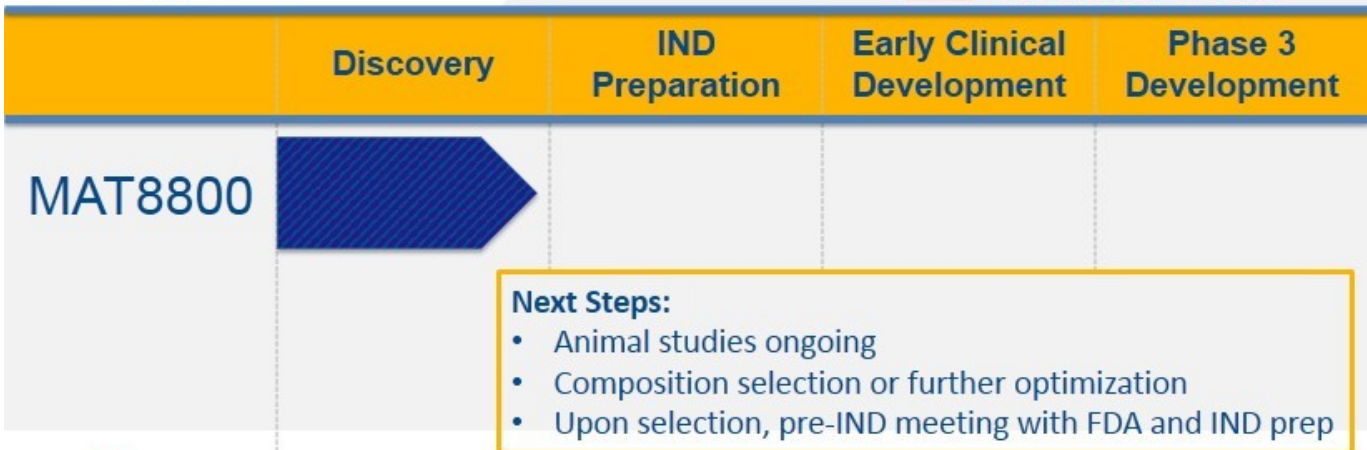 Discovery
IND
Preparation
Early Clinical
Development
Phase 3
Development
MAT8800
Next Steps:
• Animal studies ongoing
• Composition selection or further optimization
• Upon selection, pre-IND meeting with FDA and IND prep